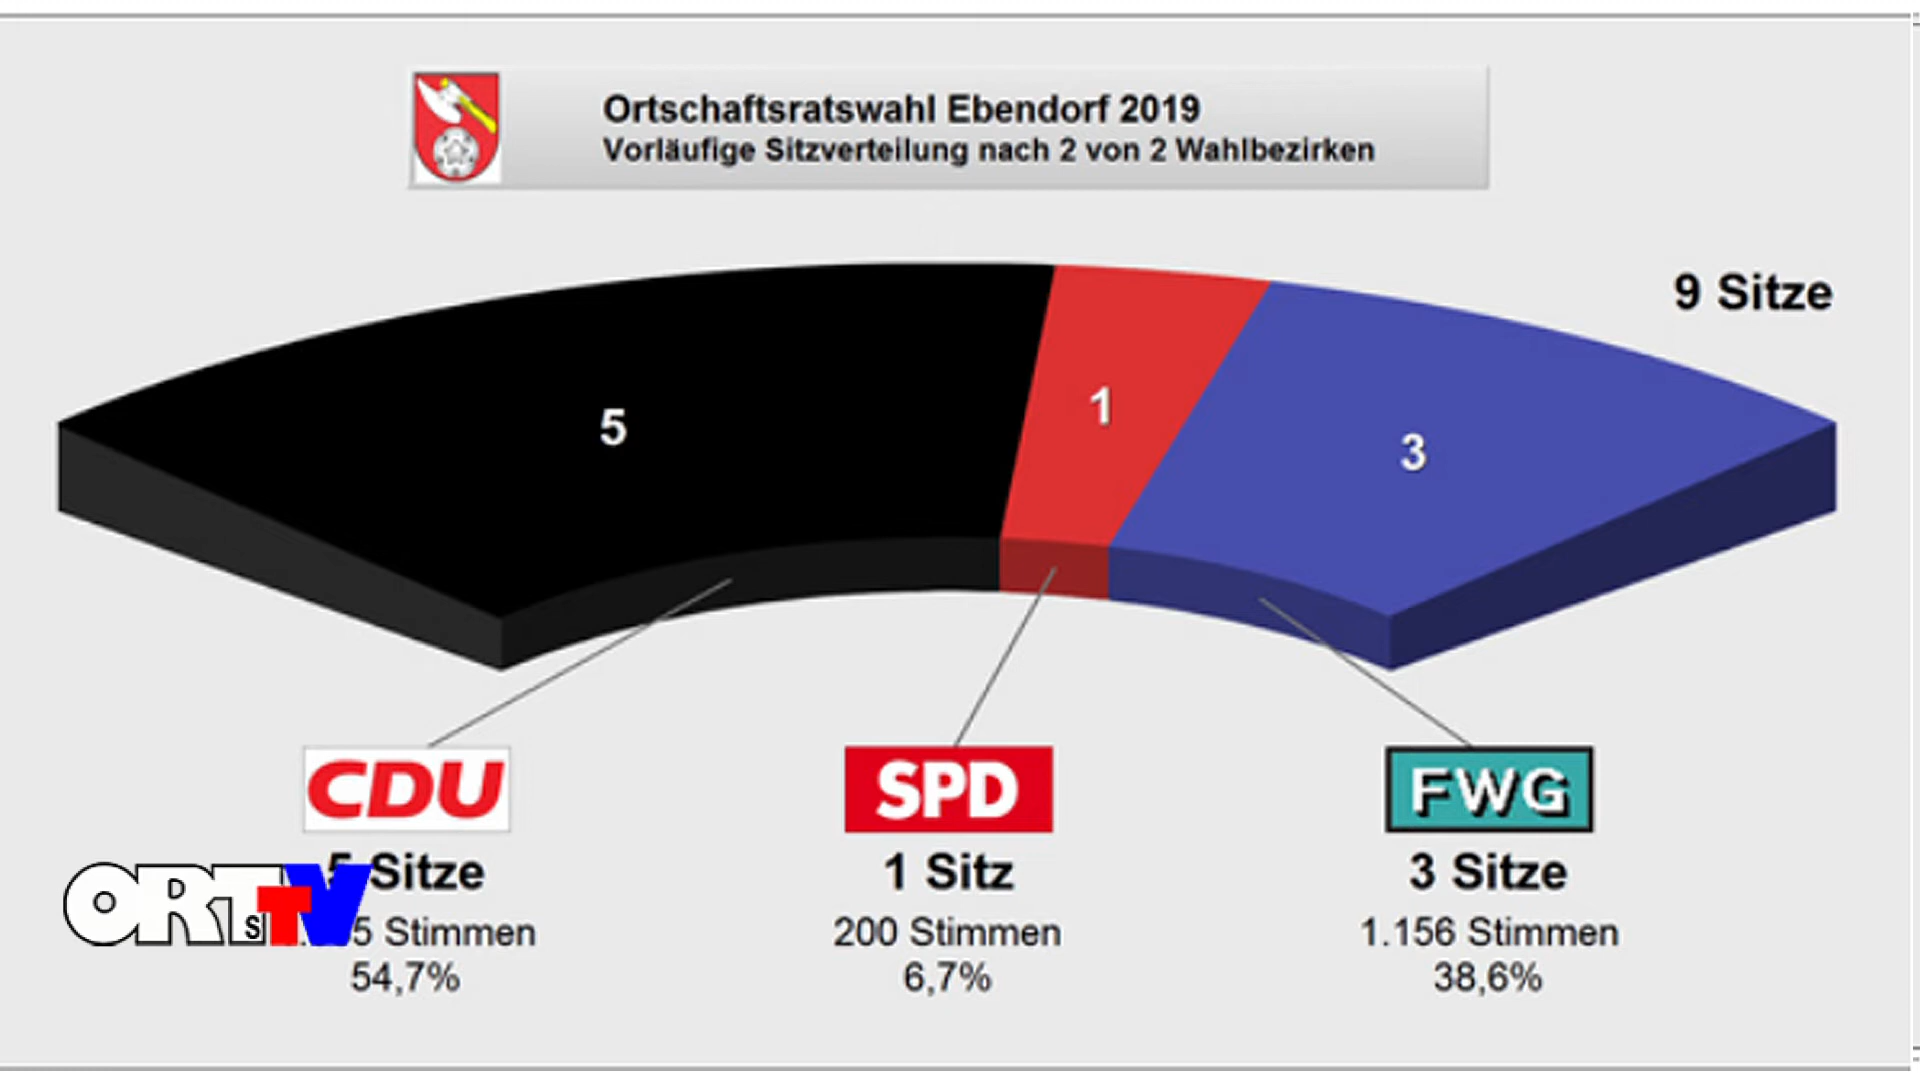 Ortschaftsratswahl Ebendorf 2019
Vorläufige Sitzverteilung nach 2 von 2 Wahlbezirken
9 Sitze
5
1
3
CDU
SPD
FWG
5 Sitze
1 Sitz
3 Sitze
ORTsTV
Stimmen
200 Stimmen
1.156 Stimmen
54,7%
6,7%
38,6%